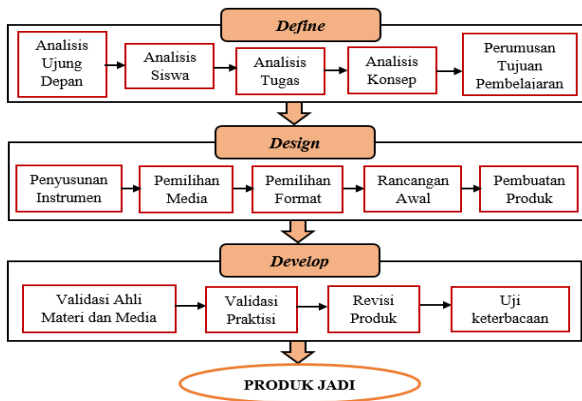 Define
Analisis
Ujung
Depan
Analisis
Siswa
Analisis
Tugas
Analisis
Konsep
Perumusan
Tujuan
Pembelajaran
Design
Penyusunan
Instrumen
Pemilihan
Media
Pemilihan
Format
Rancangan
Awal
Pembuatan
Produk
Develop
Validasi Ahli
Materi dan Media
Validasi
Praktisi
Revisi
Produk
Uji
keterbacaan
PRODUK JADI